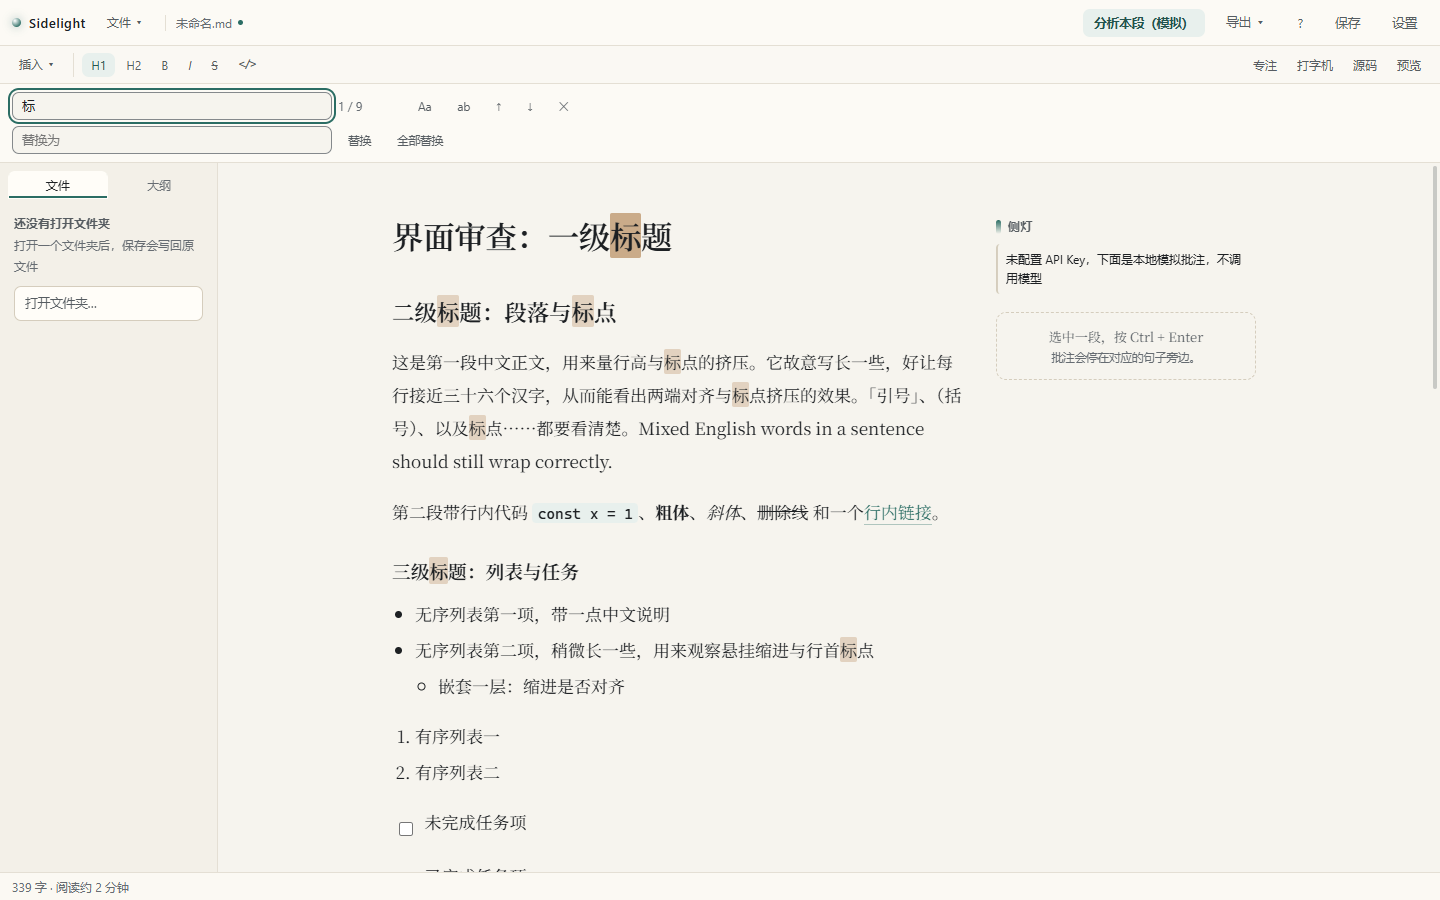 Sidelight 文件 未命名.md 分析本段（模拟） 导出 ? 保存 设置
插入 H1 H2 B I S </> 专注 打字机 源码 预览
标 1 / 9 Aa ab ↑ ↓ ×
替换为 替换 全部替换
文件 大纲
还没有打开文件夹
打开一个文件夹后，保存会写回原
文件
打开文件夹...
界面审查：一级标题
二级标题：段落与标点
这是第一段中文正文，用来量行高与标点的挤压。它故意写长一些，好让每
行接近三十六个汉字，从而能看出两端对齐与标点挤压的效果。「引号」、（括
号）、以及标点……都要看清楚。Mixed English words in a sentence
should still wrap correctly.
第二段带行内代码 const x = 1、粗体、斜体、删除线 和一个行内链接。
三级标题：列表与任务
• 无序列表第一项，带一点中文说明
• 无序列表第二项，稍微长一些，用来观察悬挂缩进与行首标点
◦ 嵌套一层：缩进是否对齐
1. 有序列表一
2. 有序列表二
未完成任务项
侧灯
未配置 API Key，下面是本地模拟批注，不调
用模型
选中一段，按 Ctrl + Enter
批注会停在对应的句子旁边。
339 字 · 阅读约 2 分钟